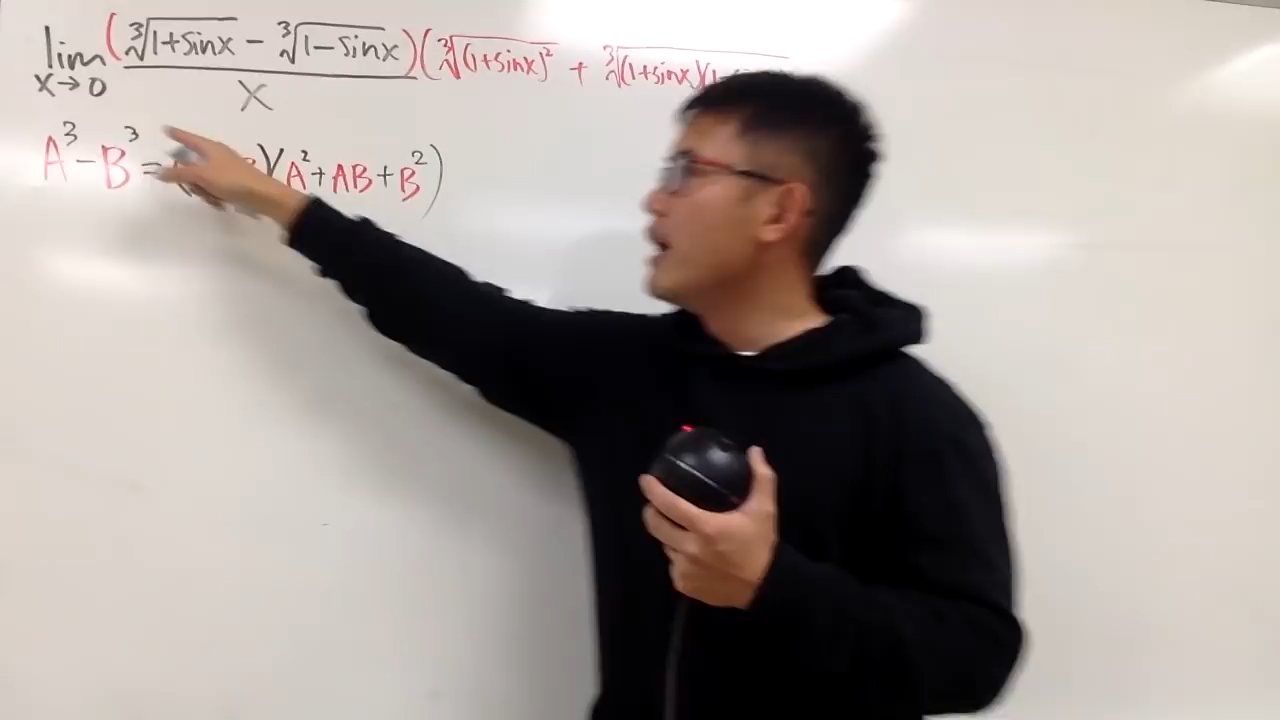 lim x→0 (∛(1+sinx) - ∛(1-sinx))/x (∛(1+sinx)² + ∛(1+sinx)(1-
A³-B³ = ( )(A²+AB+B²)